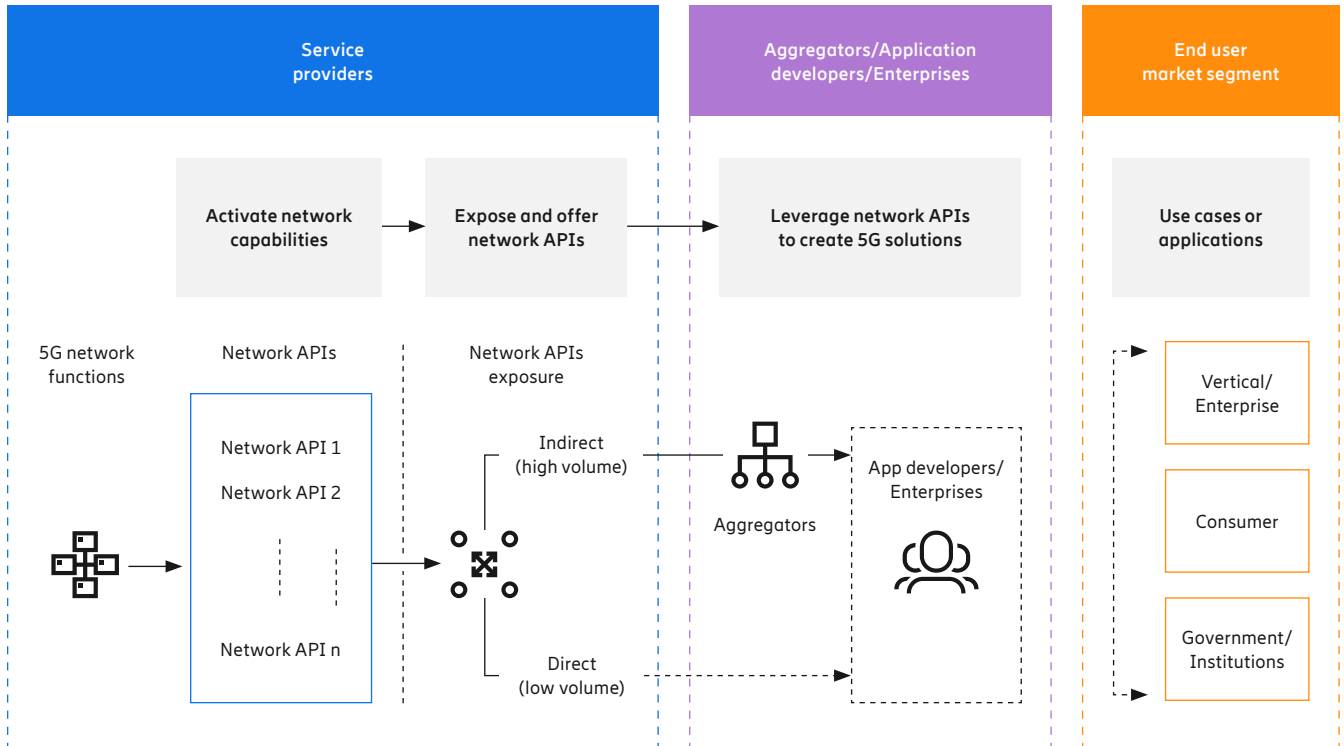 Service
providers
Aggregators/Application
developers/Enterprises
End user
market segment
Activate network
capabilities
Expose and offer
network APIs
Leverage network APIs
to create 5G solutions
Use cases or
applications
5G network
functions
Network APIs
Network APIs
exposure
Network API 1
Network API 2
Network API n
Indirect
(high volume)
Direct
(low volume)
Aggregators
App developers/
Enterprises
Vertical/
Enterprise
Consumer
Government/
Institutions